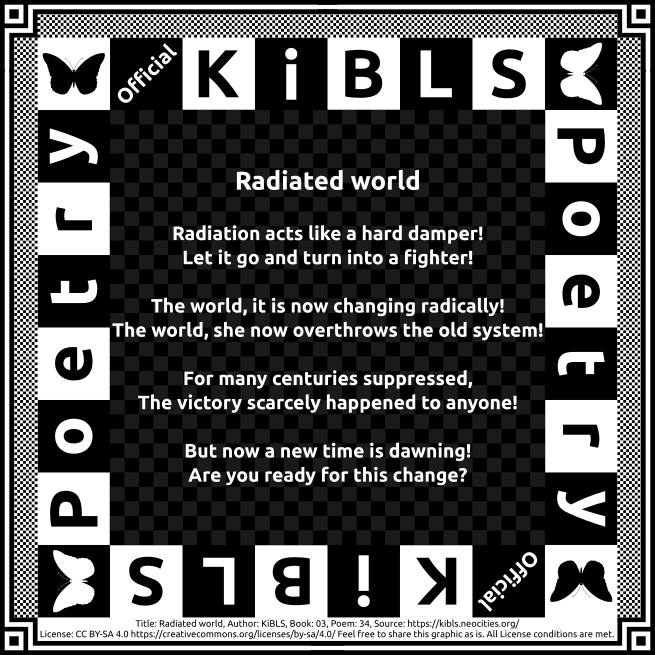 Official KiBLS
Poetry
Poetry
Radiated world
Radiation acts like a hard damper!
Let it go and turn into a fighter!
The world, it is now changing radically!
The world, she now overthrows the old system!
For many centuries suppressed,
The victory scarcely happened to anyone!
But now a new time is dawning!
Are you ready for this change?
Official KiBLS
Title: Radiated world, Author: KiBLS, Book: 03, Poem: 34, Source: https://kibls.neocities.org/
License: CC BY-SA 4.0 https://creativecommons.org/licenses/by-sa/4.0/ Feel free to share this graphic as is. All License conditions are met.